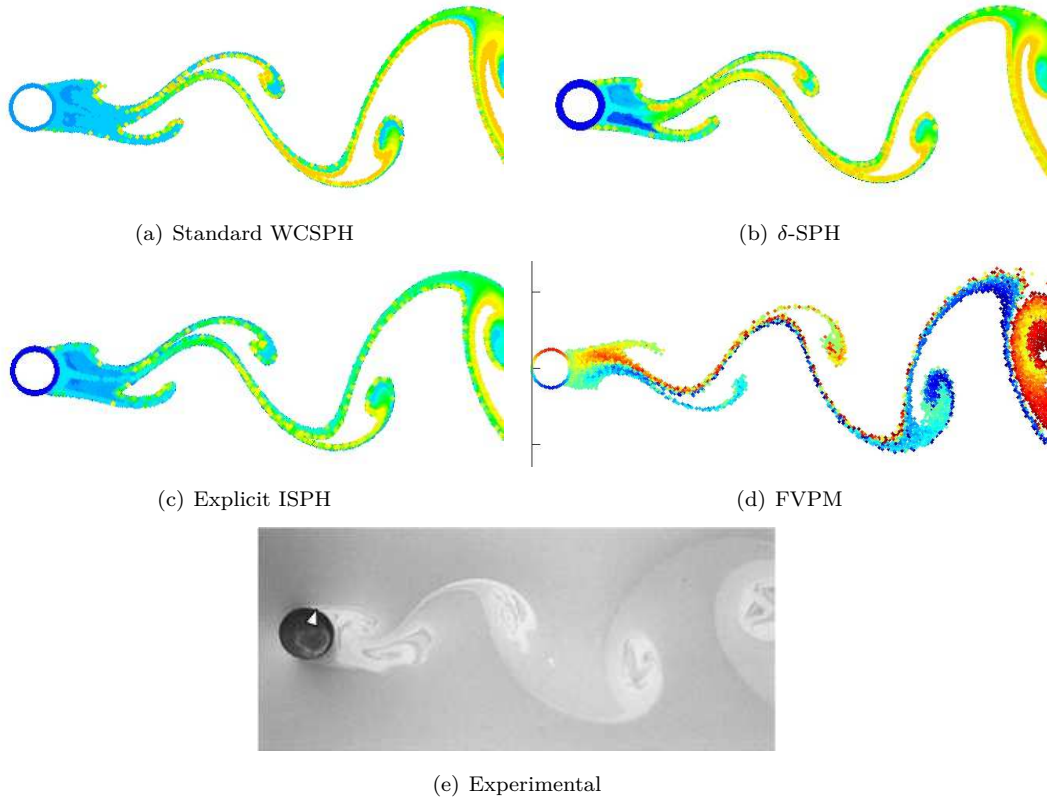 (a) Standard WCSPH
(b) δ-SPH
(c) Explicit ISPH
(d) FVPM
(e) Experimental